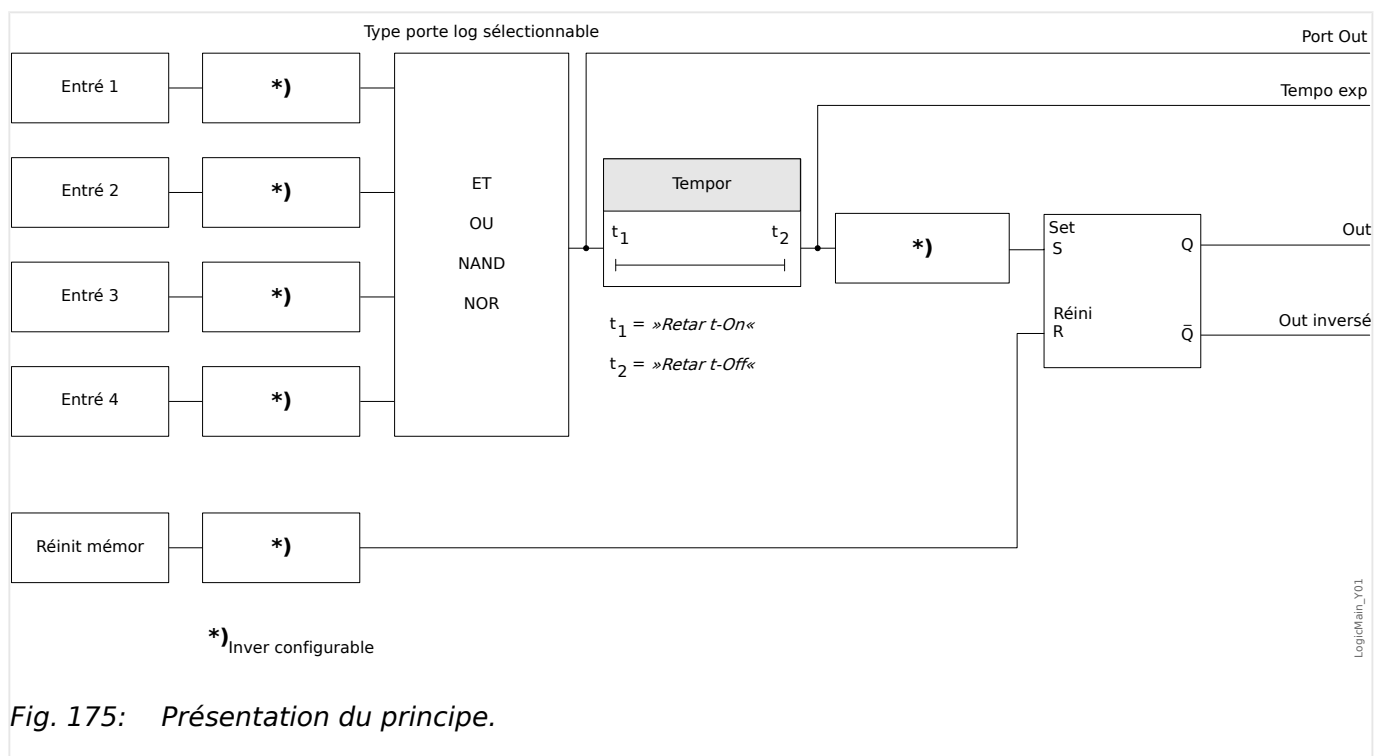 Type porte log sélectionnable
Port Out
Entré 1
*)
Tempo exp
Entré 2
*)
ET
OU
NAND
NOR
Tempor
t1
t2
*)
Set
S
Q
Out
Entré 3
*)
t1 = »Retar t-On«
t2 = »Retar t-Off«
Réini
R
Q̅
Out inversé
Entré 4
*)
Réinit mémor
*)
*)Inver configurable
LogicMain_Y01
Fig. 175: Présentation du principe.